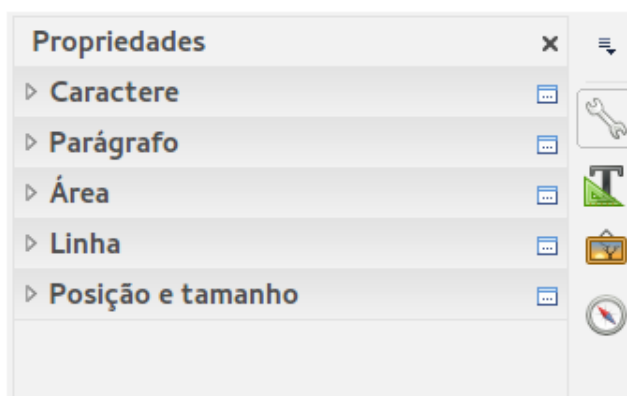 Propriedades
Caractere
Parágrafo
Área
Linha
Posição e tamanho